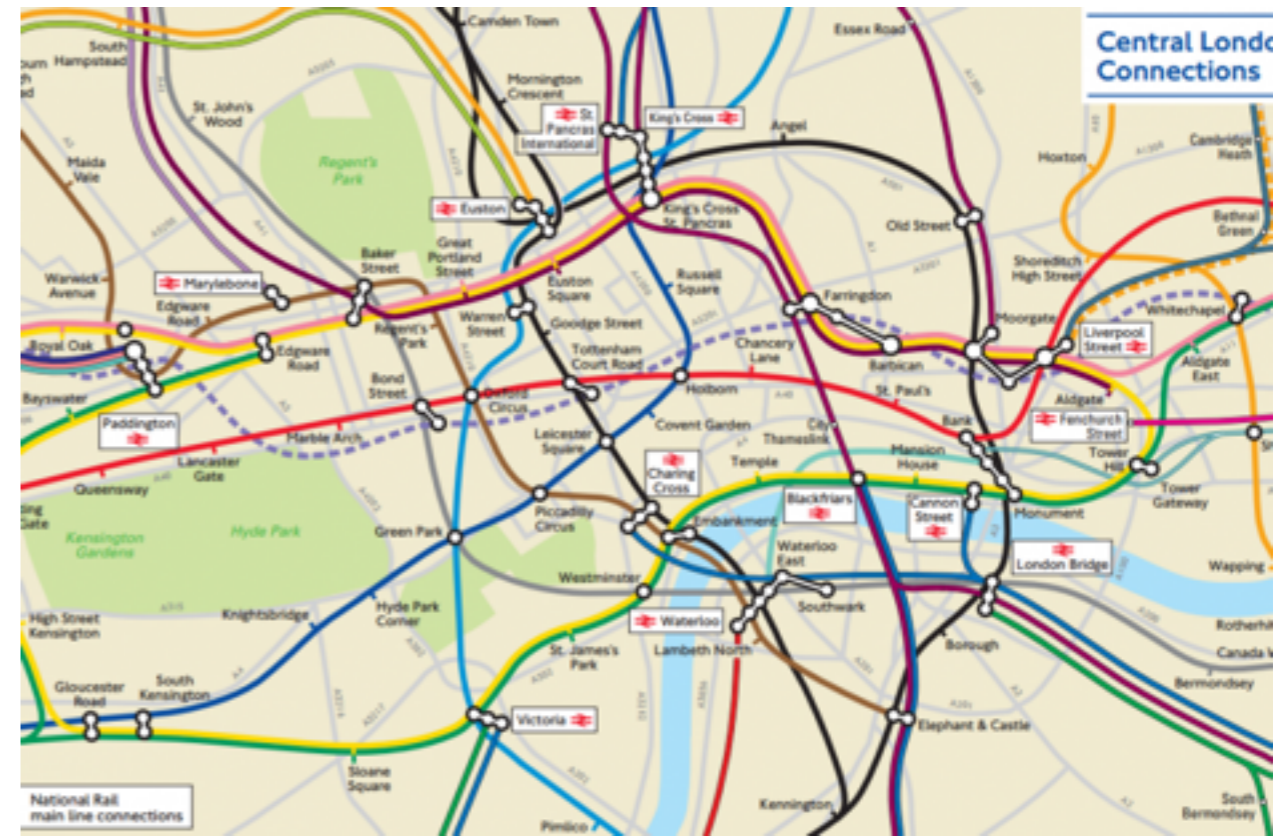 Central Londo
Connections
Camden Town
Essex Road
South
Hampstead
Mornington
Crescent
St. John's
Wood
St.
Pancras
International
King's Cross
Angel
Hoxton
Cambridge
Heath
Maida
Vale
Regent's
Park
Euston
King's Cross
St. Pancras
Old Street
Bethnal
Green
Baker
Street
Great
Portland
Street
Warwick
Avenue
Marylebone
Edgware
Road
Euston
Square
Russell
Square
Shoreditch
High Street
Farringdon
Warren
Street
Regent's
Park
Goodge Street
Moorgate
Whitechapel
Royal Oak
Edgware
Road
Tottenham
Court Road
Chancery
Lane
Barbican
Liverpool
Street
Aldgate
East
Bayswater
Bond
Street
Oxford
Circus
Holborn
St. Paul's
Aldgate
Paddington
Marble Arch
Leicester
Square
Covent Garden
City
Thameslink
Bank
Fenchurch
Street
Lancaster
Gate
Queensway
Charing
Cross
Temple
Mansion
House
Tower
Hill
Tower
Gateway
Kensington
Gardens
Hyde Park
Green Park
Piccadilly
Circus
Embankment
Blackfriars
Cannon
Street
Monument
Westminster
Waterloo
East
London Bridge
Wapping
High Street
Kensington
Knightsbridge
Hyde Park
Corner
Waterloo
Southwark
St. James's
Park
Lambeth North
Borough
Canada
Bermondsey
Gloucester
Road
South
Kensington
Victoria
Elephant & Castle
Sloane
Square
National Rail
main line connections
Kennington
Pimlico
South
Bermondsey